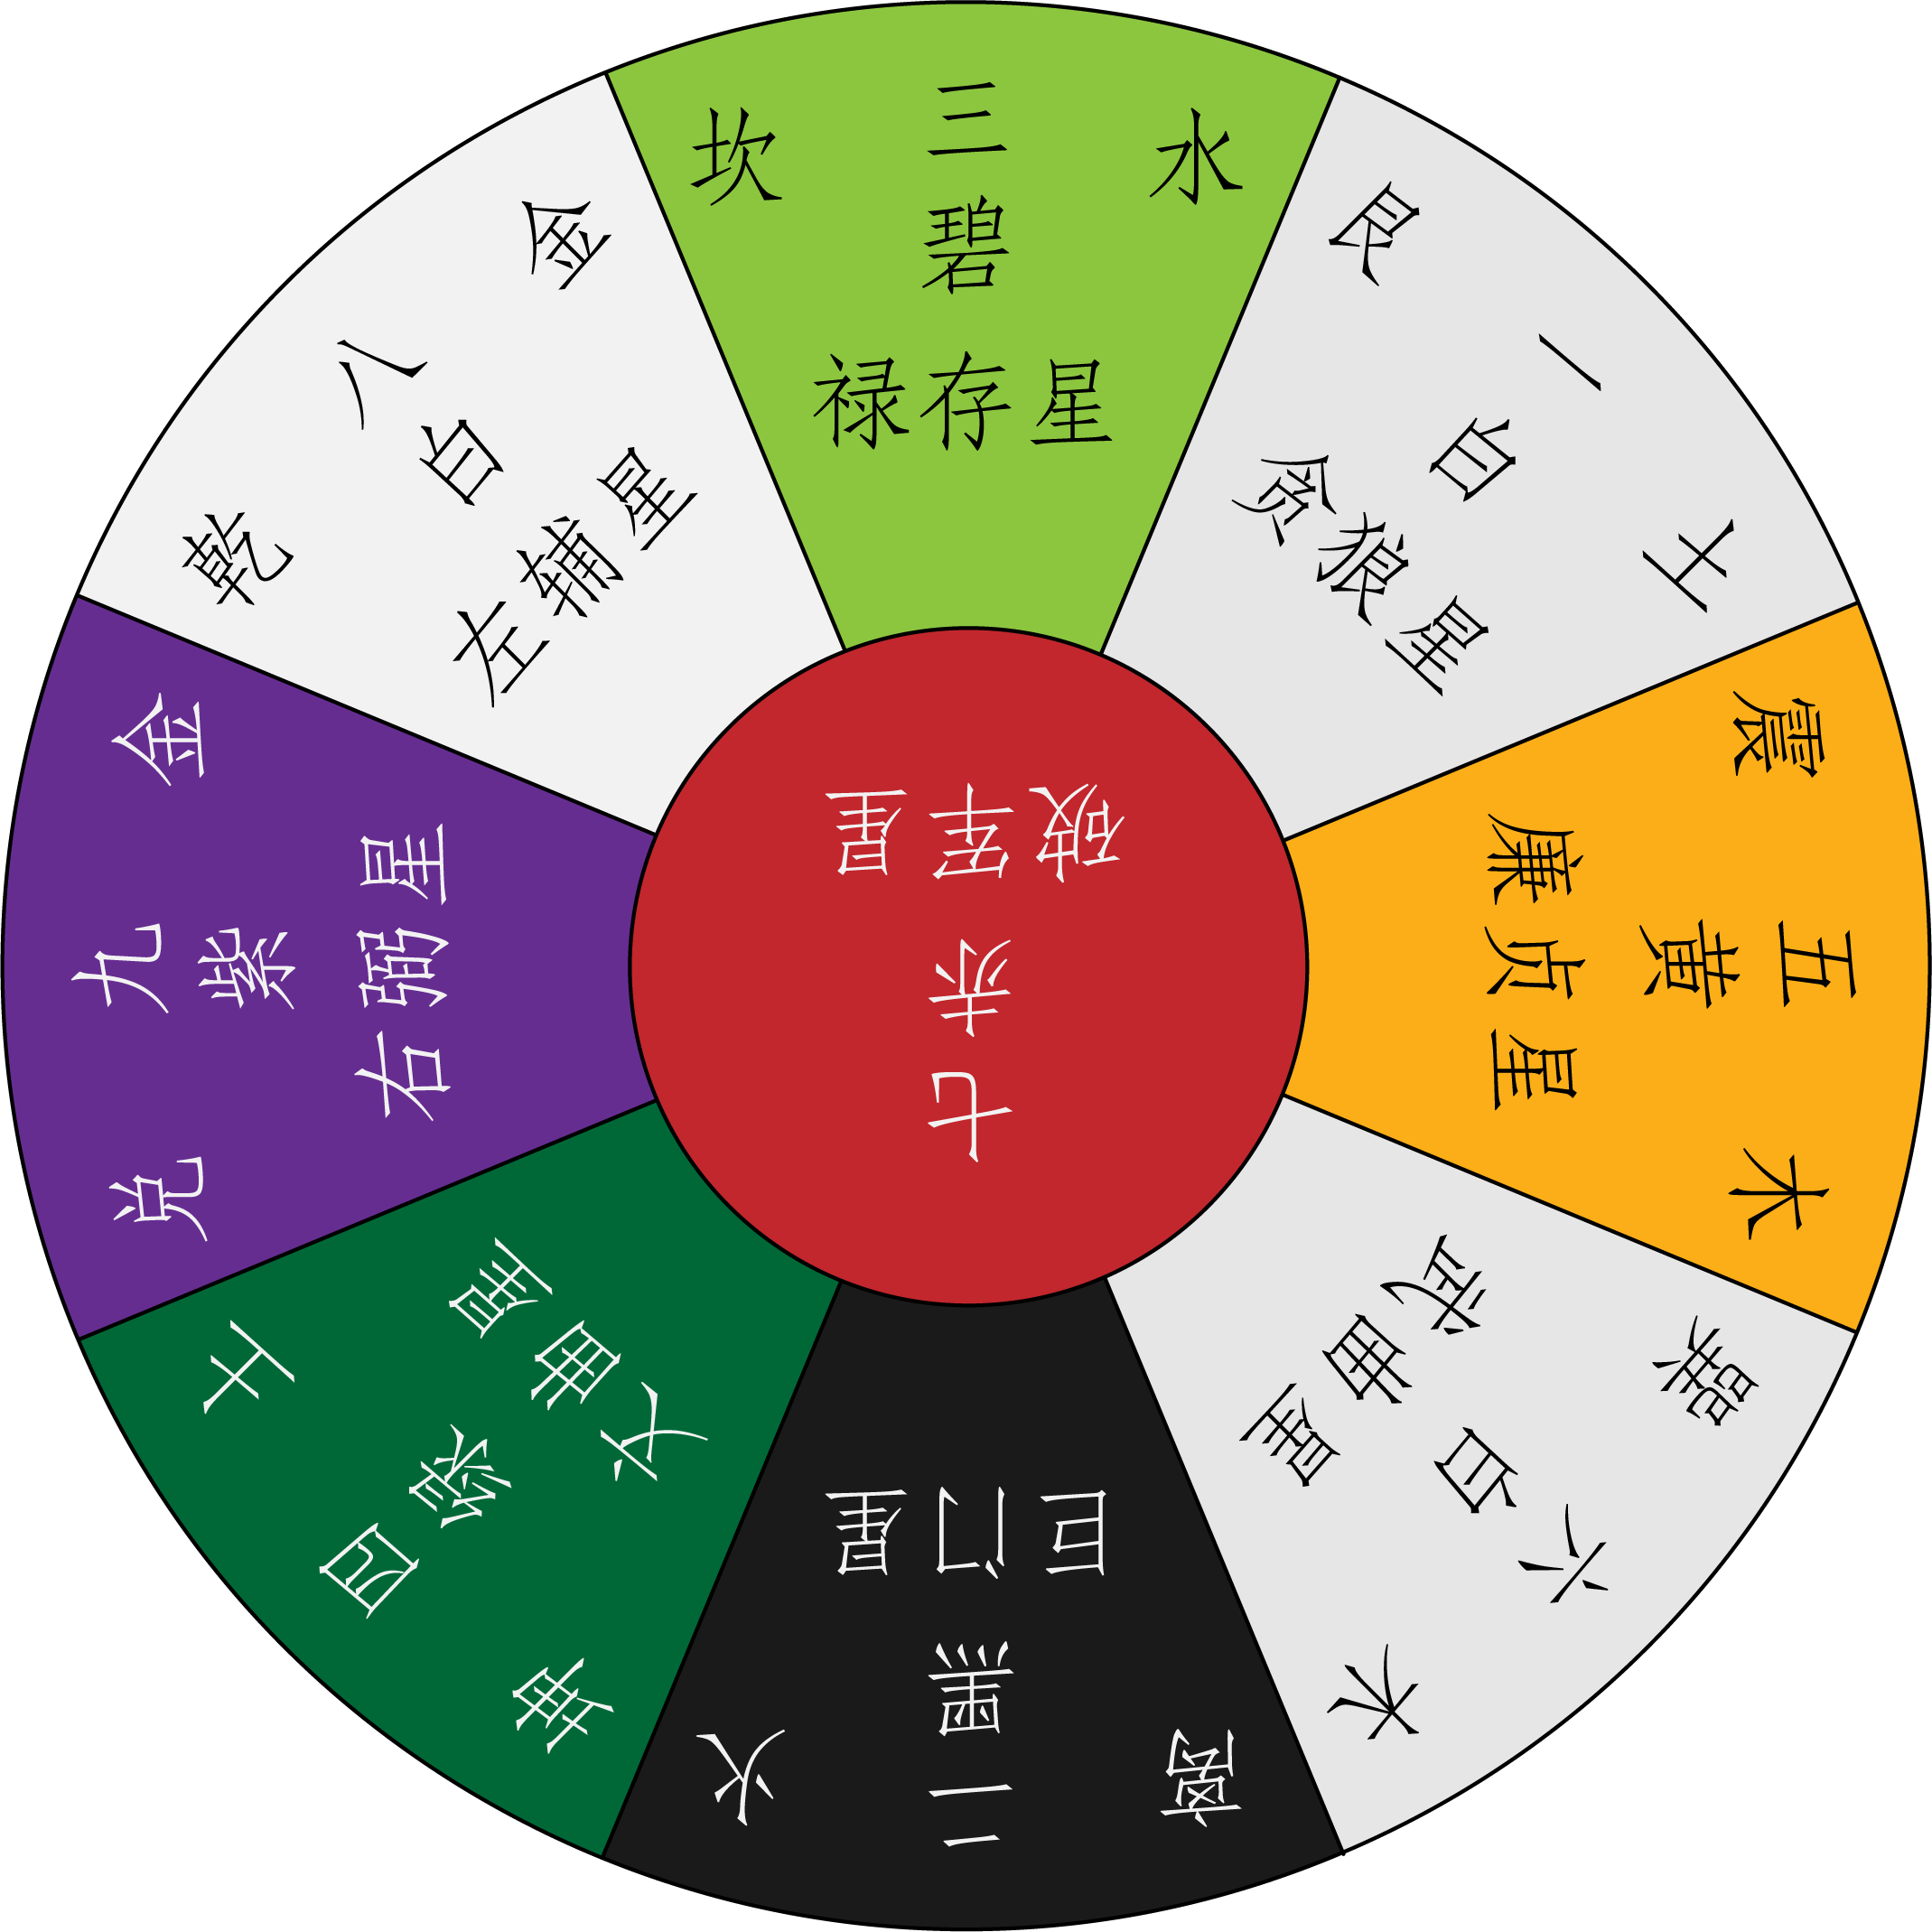 坎
三碧
水
禄存星
艮
一白
土
贪狼星
震
五黄
木
廉贞星
巽
六白
木
武曲星
离
二黑
火
巨门星
坤
四绿
土
文曲星
兑
九紫
金
右弼星
乾
八白
金
左辅星
七赤
破军星